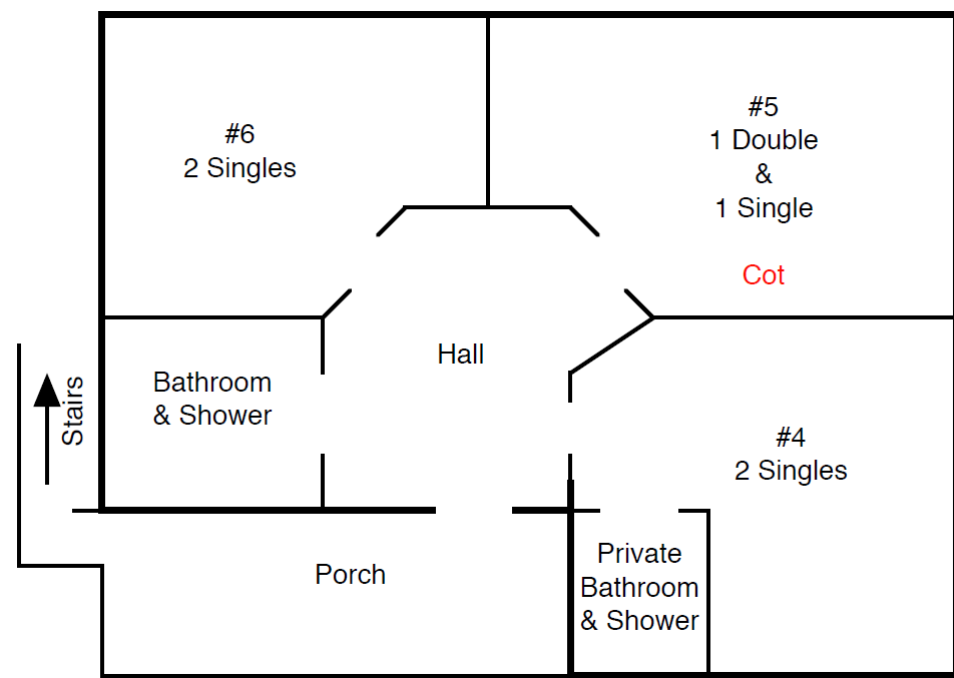 #6
2 Singles
#5
1 Double
&
1 Single
Cot
Hall
Bathroom
& Shower
Stairs
#4
2 Singles
Porch
Private
Bathroom
& Shower